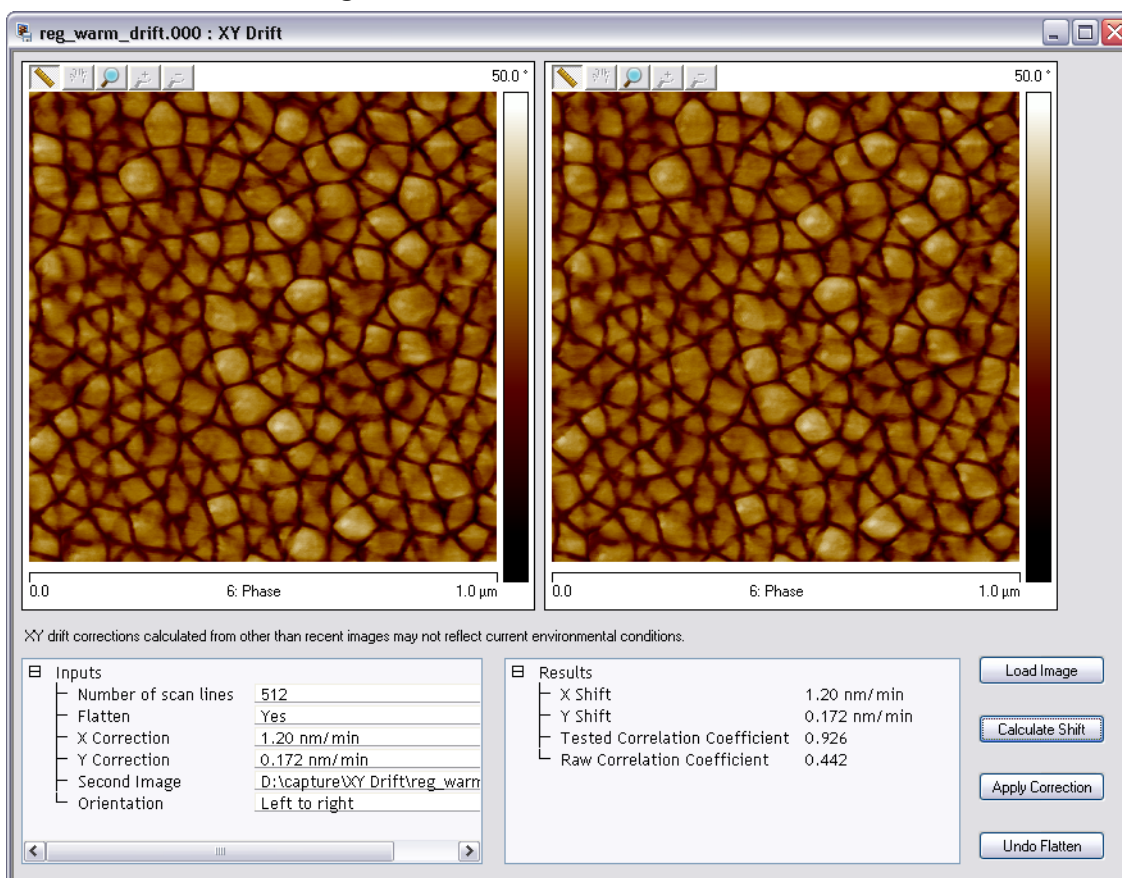 reg_warm_drift.000 : XY Drift
50.0 °
50.0 °
0.0 6: Phase 1.0 µm
0.0 6: Phase 1.0 µm
XY drift corrections calculated from other than recent images may not reflect current environmental conditions.
Inputs
Number of scan lines 512
Flatten Yes
X Correction 1.20 nm/min
Y Correction 0.172 nm/min
Second Image D:\capture\XY Drift\reg_warm
Orientation Left to right
Results
X Shift 1.20 nm/min
Y Shift 0.172 nm/min
Tested Correlation Coefficient 0.926
Raw Correlation Coefficient 0.442
Load Image
Calculate Shift
Apply Correction
Undo Flatten